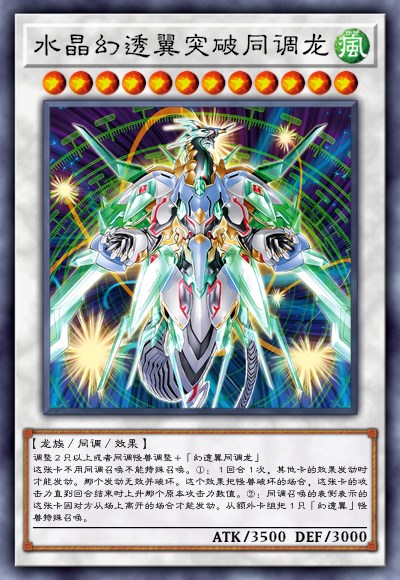 水晶幻透翼突破同调龙
風
【龙族/同调/效果】
调整2只以上或者同调怪兽调整+「幻透翼同调龙」
这张卡不用同调召唤不能特殊召唤。①:1回合1次,其他卡的效果发动时
才能发动。那个发动无效并破坏。这个效果把怪兽破坏的场合,这张卡的攻
击力直到回合结束时上升那个原本攻击力数值。②:同调召唤的表侧表示的
这张卡因对方从场上离开的场合才能发动。从额外卡组把1只「幻透翼」怪
兽特殊召唤。
ATK/3500 DEF/3000